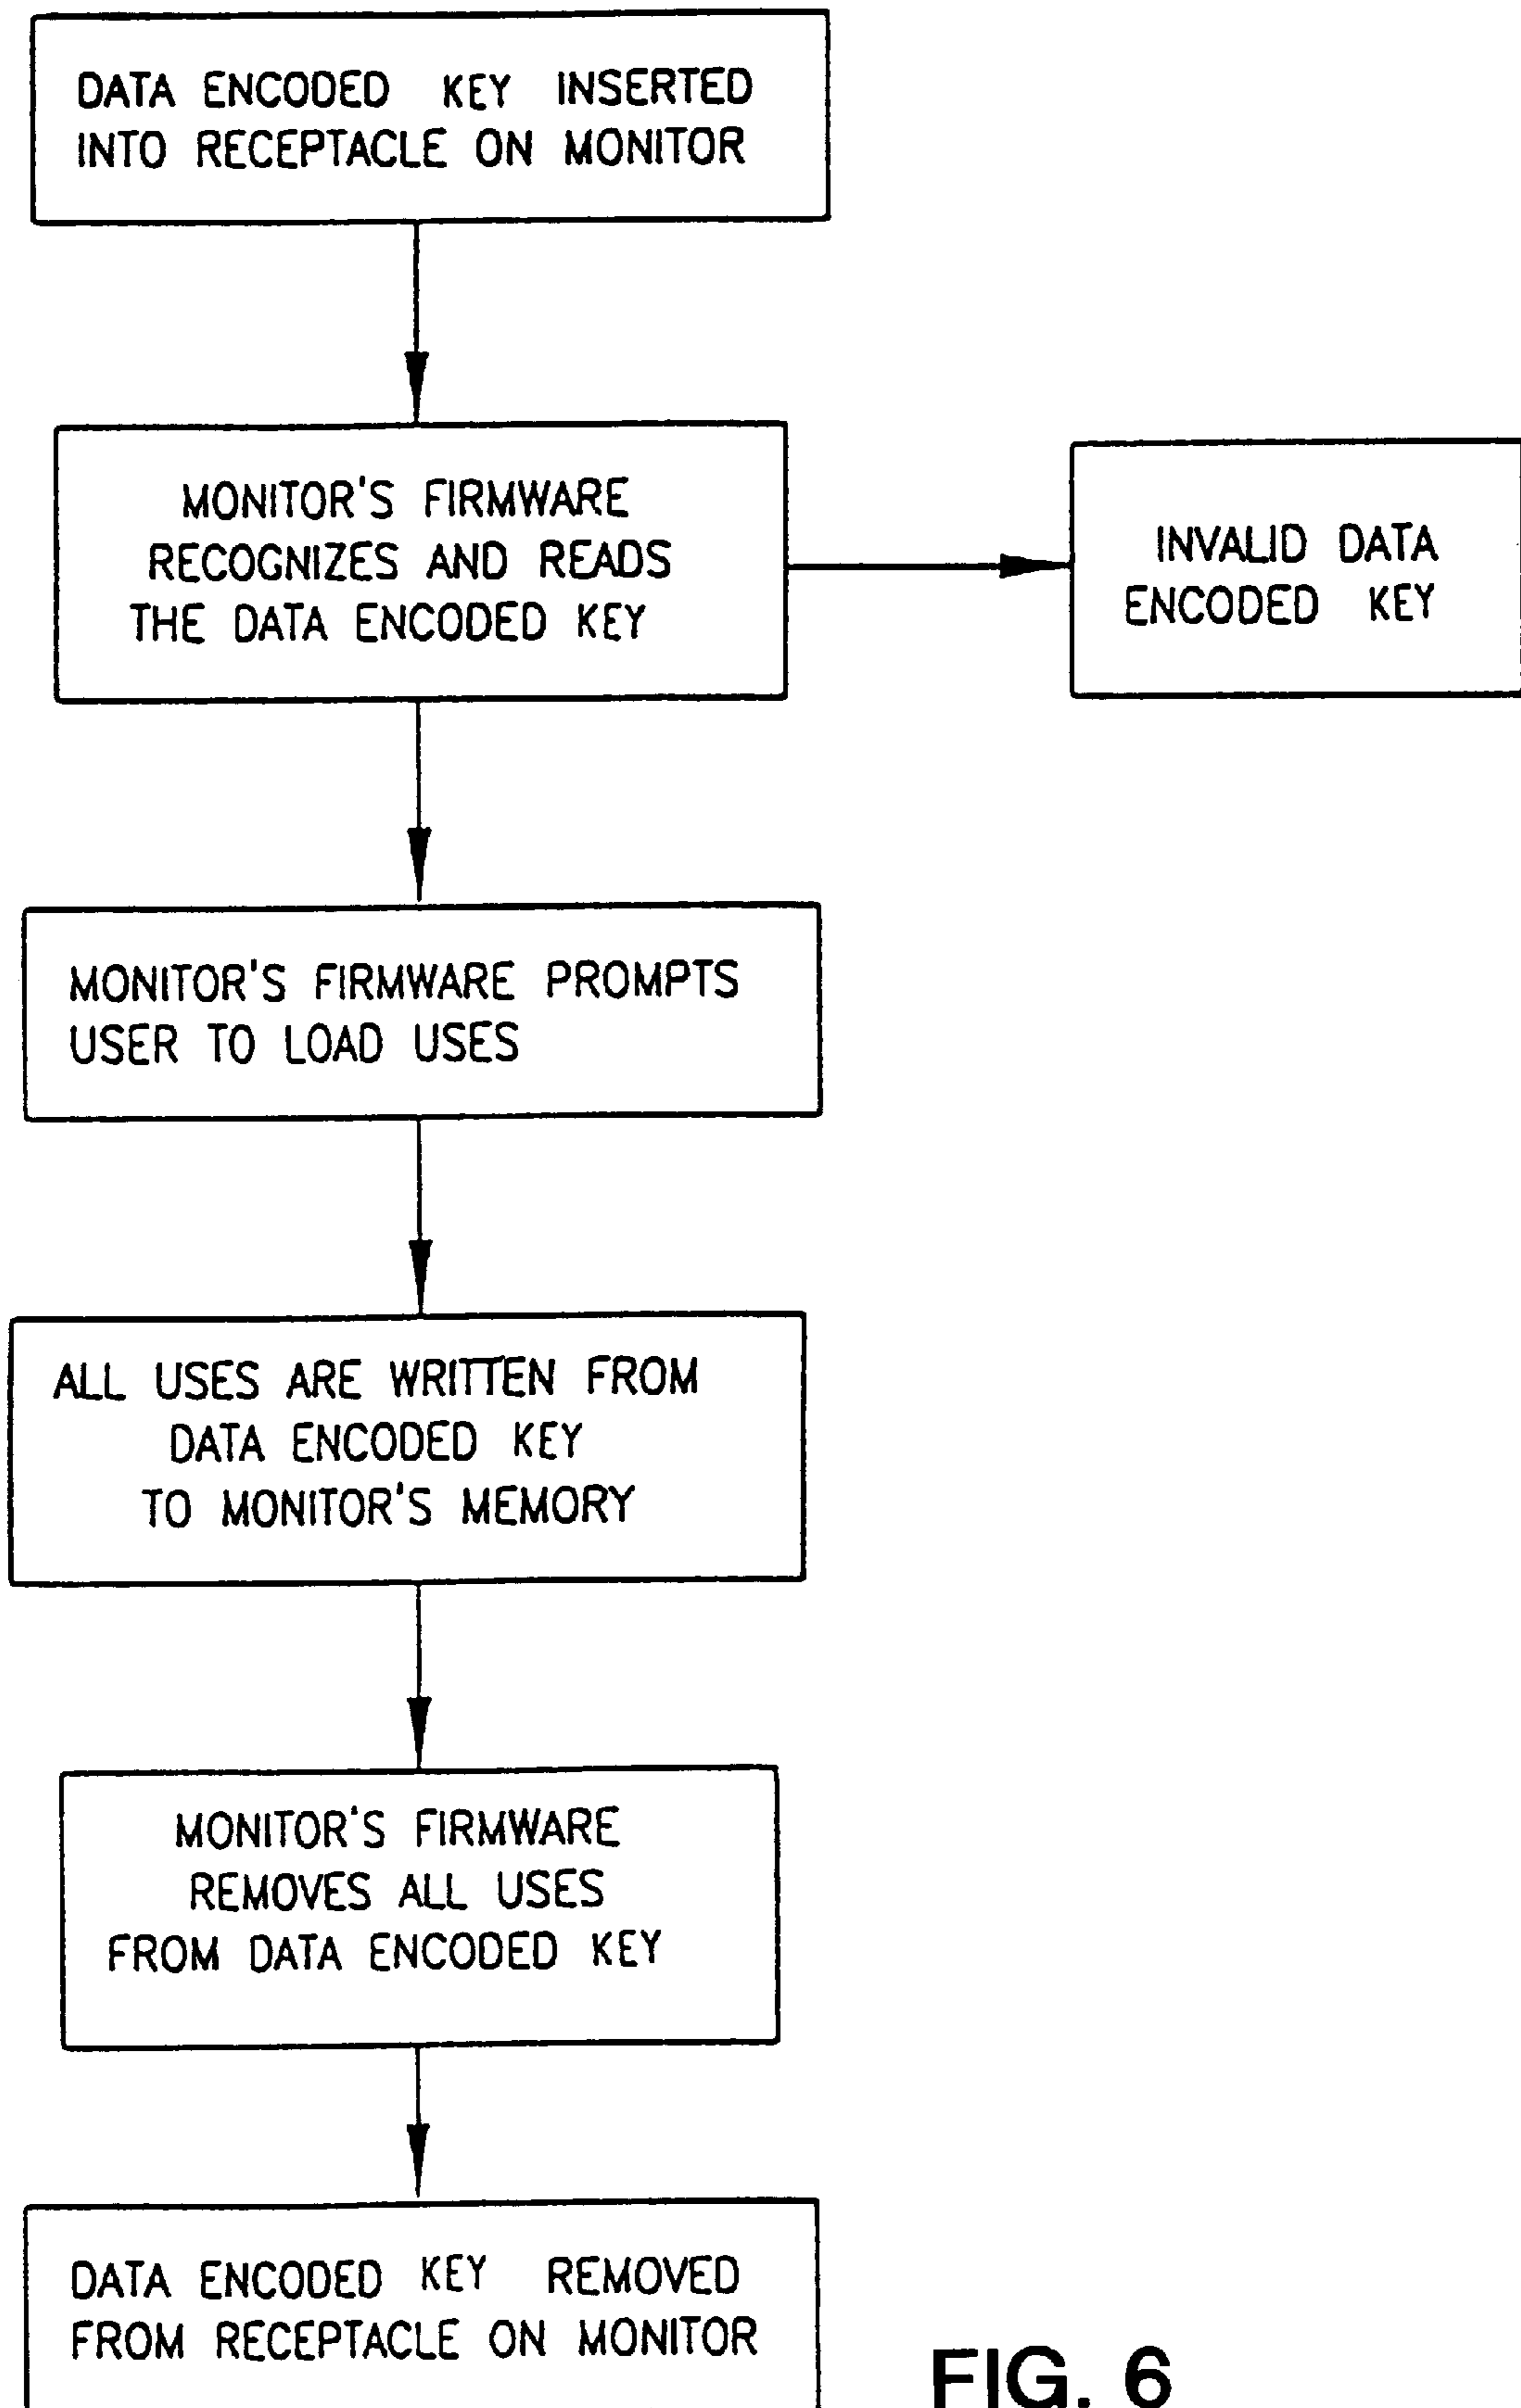 DATA ENCODED KEY INSERTED
INTO RECEPTACLE ON MONITOR
MONITOR'S FIRMWARE
RECOGNIZES AND READS
THE DATA ENCODED KEY
INVALID DATA
ENCODED KEY
MONITOR'S FIRMWARE PROMPTS
USER TO LOAD USES
ALL USES ARE WRITTEN FROM
DATA ENCODED KEY
TO MONITOR'S MEMORY
MONITOR'S FIRMWARE
REMOVES ALL USES
FROM DATA ENCODED KEY
DATA ENCODED KEY REMOVED
FROM RECEPTACLE ON MONITOR
FIG. 6